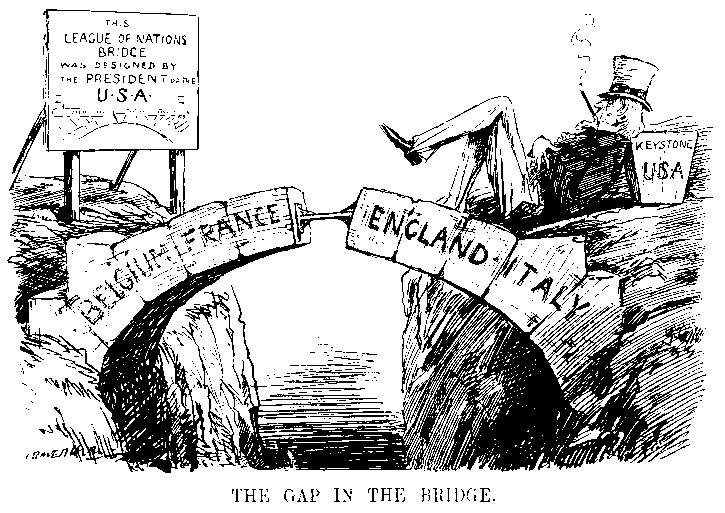 THIS
LEAGUE OF NATIONS
BRIDGE
WAS DESIGNED BY
THE PRESIDENT OF THE
U.S.A.
KEYSTONE
USA
BELGIUM FRANCE
ENGLAND ITALY
THE GAP IN THE BRIDGE.